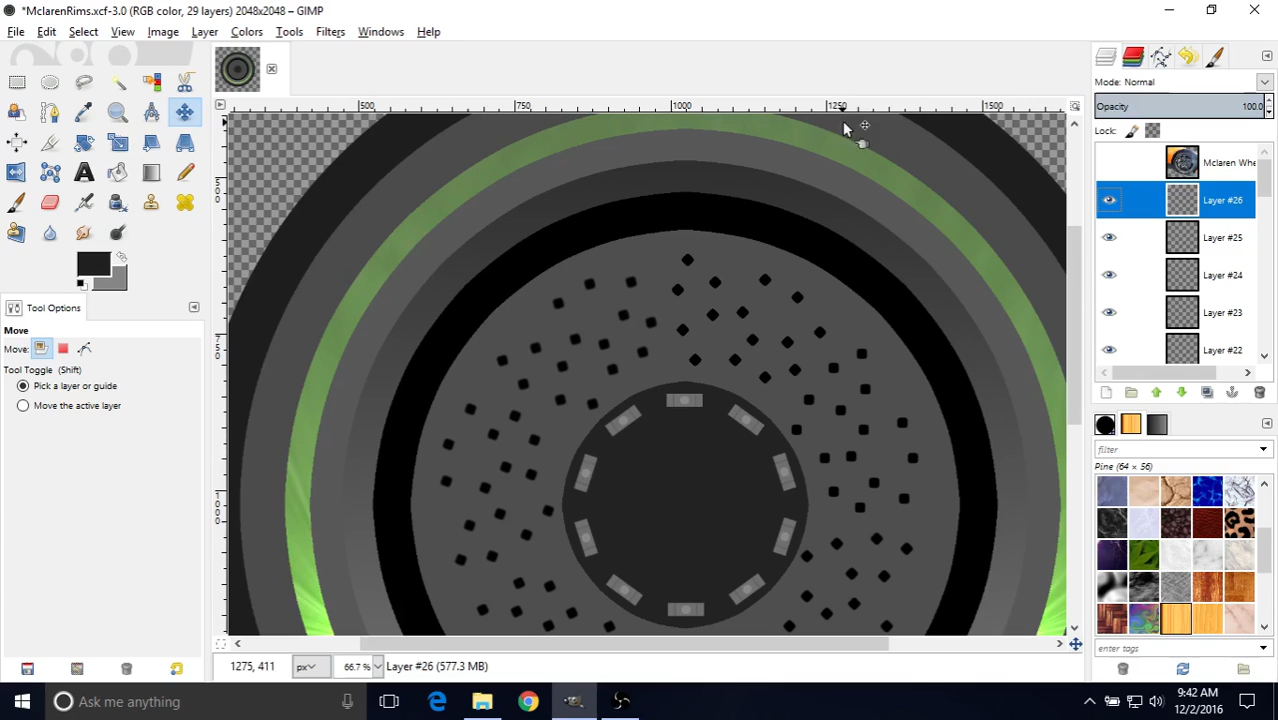 *MclarenRims.xcf-3.0 (RGB color, 29 layers) 2048x2048 – GIMP
File Edit Select View Image Layer Colors Tools Filters Windows Help
Mode: Normal
Opacity 100.0
Lock:
500 750 1000 1250 1500
500
750
1000
Mclaren Whe
Layer #26
Layer #25
Layer #24
Layer #23
Layer #22
Tool Options
Move
Move:
Tool Toggle (Shift)
Pick a layer or guide
Move the active layer
filter
Pine (64 × 56)
enter tags
1275, 411 px 66.7 % Layer #26 (577.3 MB)
Ask me anything
9:42 AM
12/2/2016